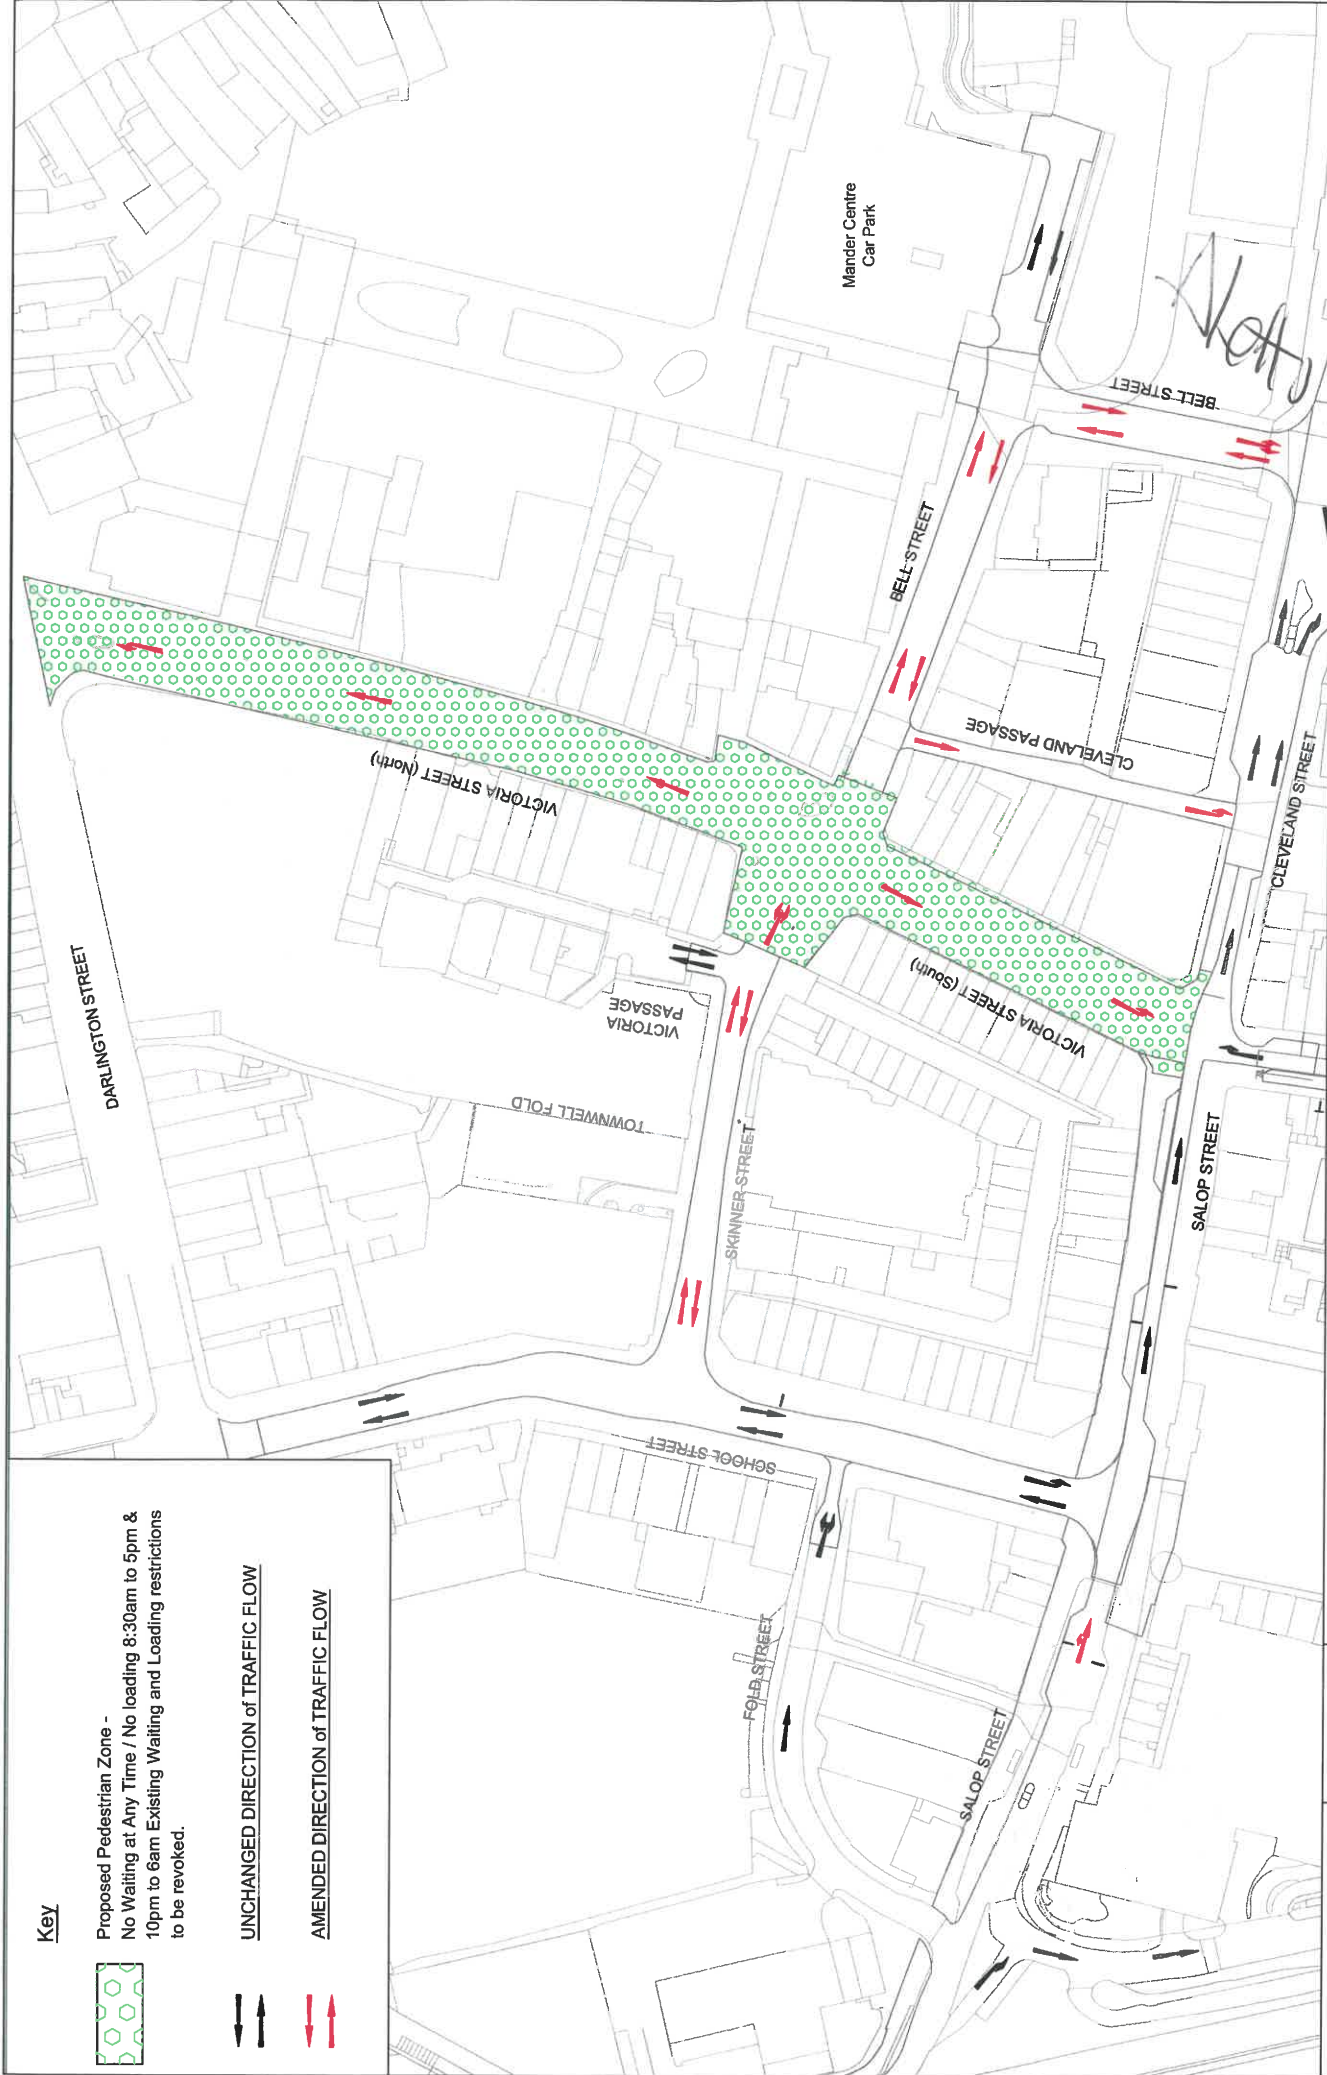 Key
Proposed Pedestrian Zone -
No Waiting at Any Time / No loading 8:30am to 5pm &
10pm to 6am Existing Waiting and Loading restrictions
to be revoked.
UNCHANGED DIRECTION of TRAFFIC FLOW
AMENDED DIRECTION of TRAFFIC FLOW
DARLINGTON STREET
VICTORIA STREET (North)
Mander Centre
Car Park
VICTORIA
PASSAGE
TOWNWELL FOLD
SKINNER STREET
SCHOOL STREET
FOLD STREET
SALOP STREET
BELL STREET
BELL STREET
CLEVELAND PASSAGE
VICTORIA STREET (South)
SALOP STREET
CLEVELAND STREET